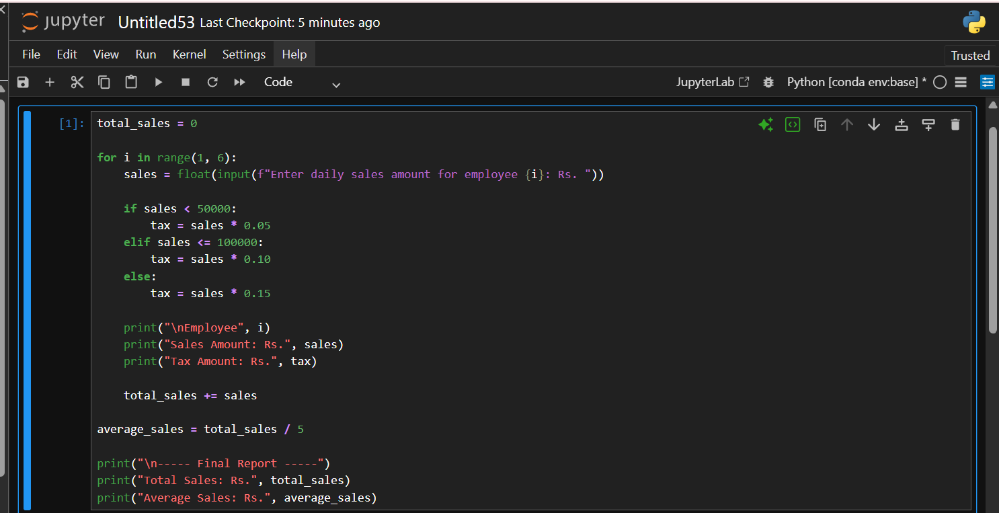 jupyter Untitled53 Last Checkpoint: 5 minutes ago
File Edit View Run Kernel Settings Help Trusted
Code JupyterLab Python [conda env:base] *
[1]: total_sales = 0

for i in range(1, 6):
    sales = float(input(f"Enter daily sales amount for employee {i}: Rs. "))

    if sales < 50000:
        tax = sales * 0.05
    elif sales <= 100000:
        tax = sales * 0.10
    else:
        tax = sales * 0.15

    print("\nEmployee", i)
    print("Sales Amount: Rs.", sales)
    print("Tax Amount: Rs.", tax)

    total_sales += sales

average_sales = total_sales / 5

print("\n----- Final Report -----")
print("Total Sales: Rs.", total_sales)
print("Average Sales: Rs.", average_sales)